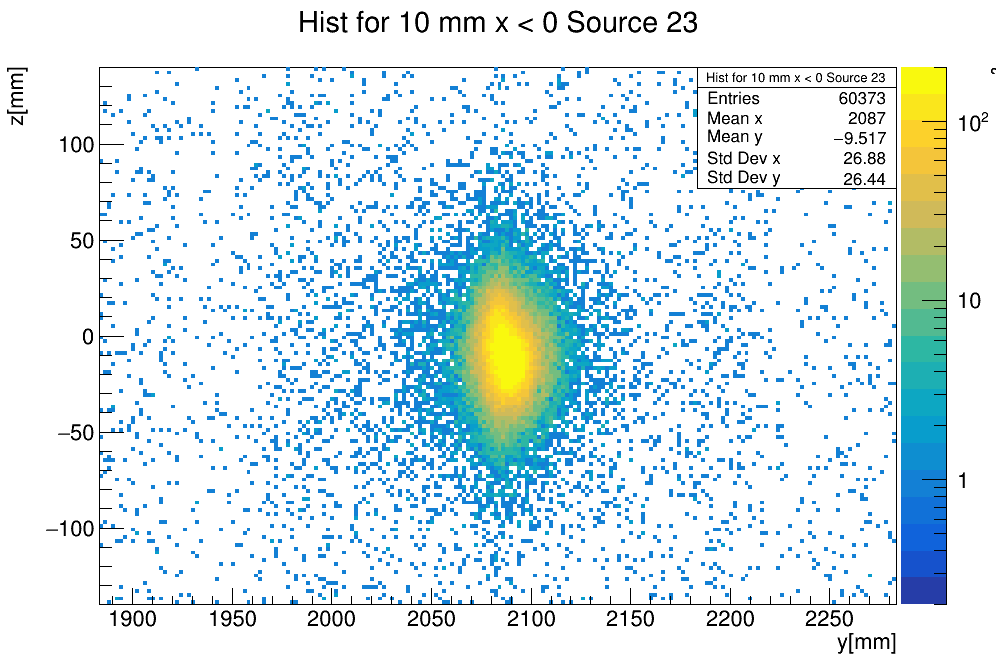 Hist for 10 mm x < 0 Source 23
z[mm]
Hist for 10 mm x < 0 Source 23
Entries 60373
Mean x 2087
Mean y −9.517
Std Dev x 26.88
Std Dev y 26.44
100
50
0
−50
−100
1900 1950 2000 2050 2100 2150 2200 2250
y[mm]
10²
10
1